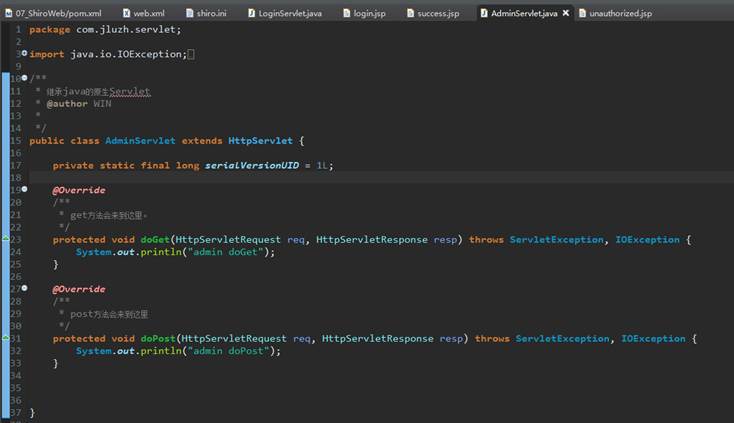 07_ShiroWeb/pom.xml web.xml shiro.ini LoginServlet.java login.jsp success.jsp AdminServlet.java unauthorized.jsp
1 package com.jluzh.servlet;
2
3 import java.io.IOException;
9
10 /**
11 * 继承java的原生Servlet
12 * @author WIN
13 *
14 */
15 public class AdminServlet extends HttpServlet {
16
17 private static final long serialVersionUID = 1L;
18
19 @Override
20 /**
21 * get方法会来到这里。
22 */
23 protected void doGet(HttpServletRequest req, HttpServletResponse resp) throws ServletException, IOException {
24 System.out.println("admin doGet");
25 }
26
27 @Override
28 /**
29 * post方法会来到这里
30 */
31 protected void doPost(HttpServletRequest req, HttpServletResponse resp) throws ServletException, IOException {
32 System.out.println("admin doPost");
33 }
34
35
36
37 }